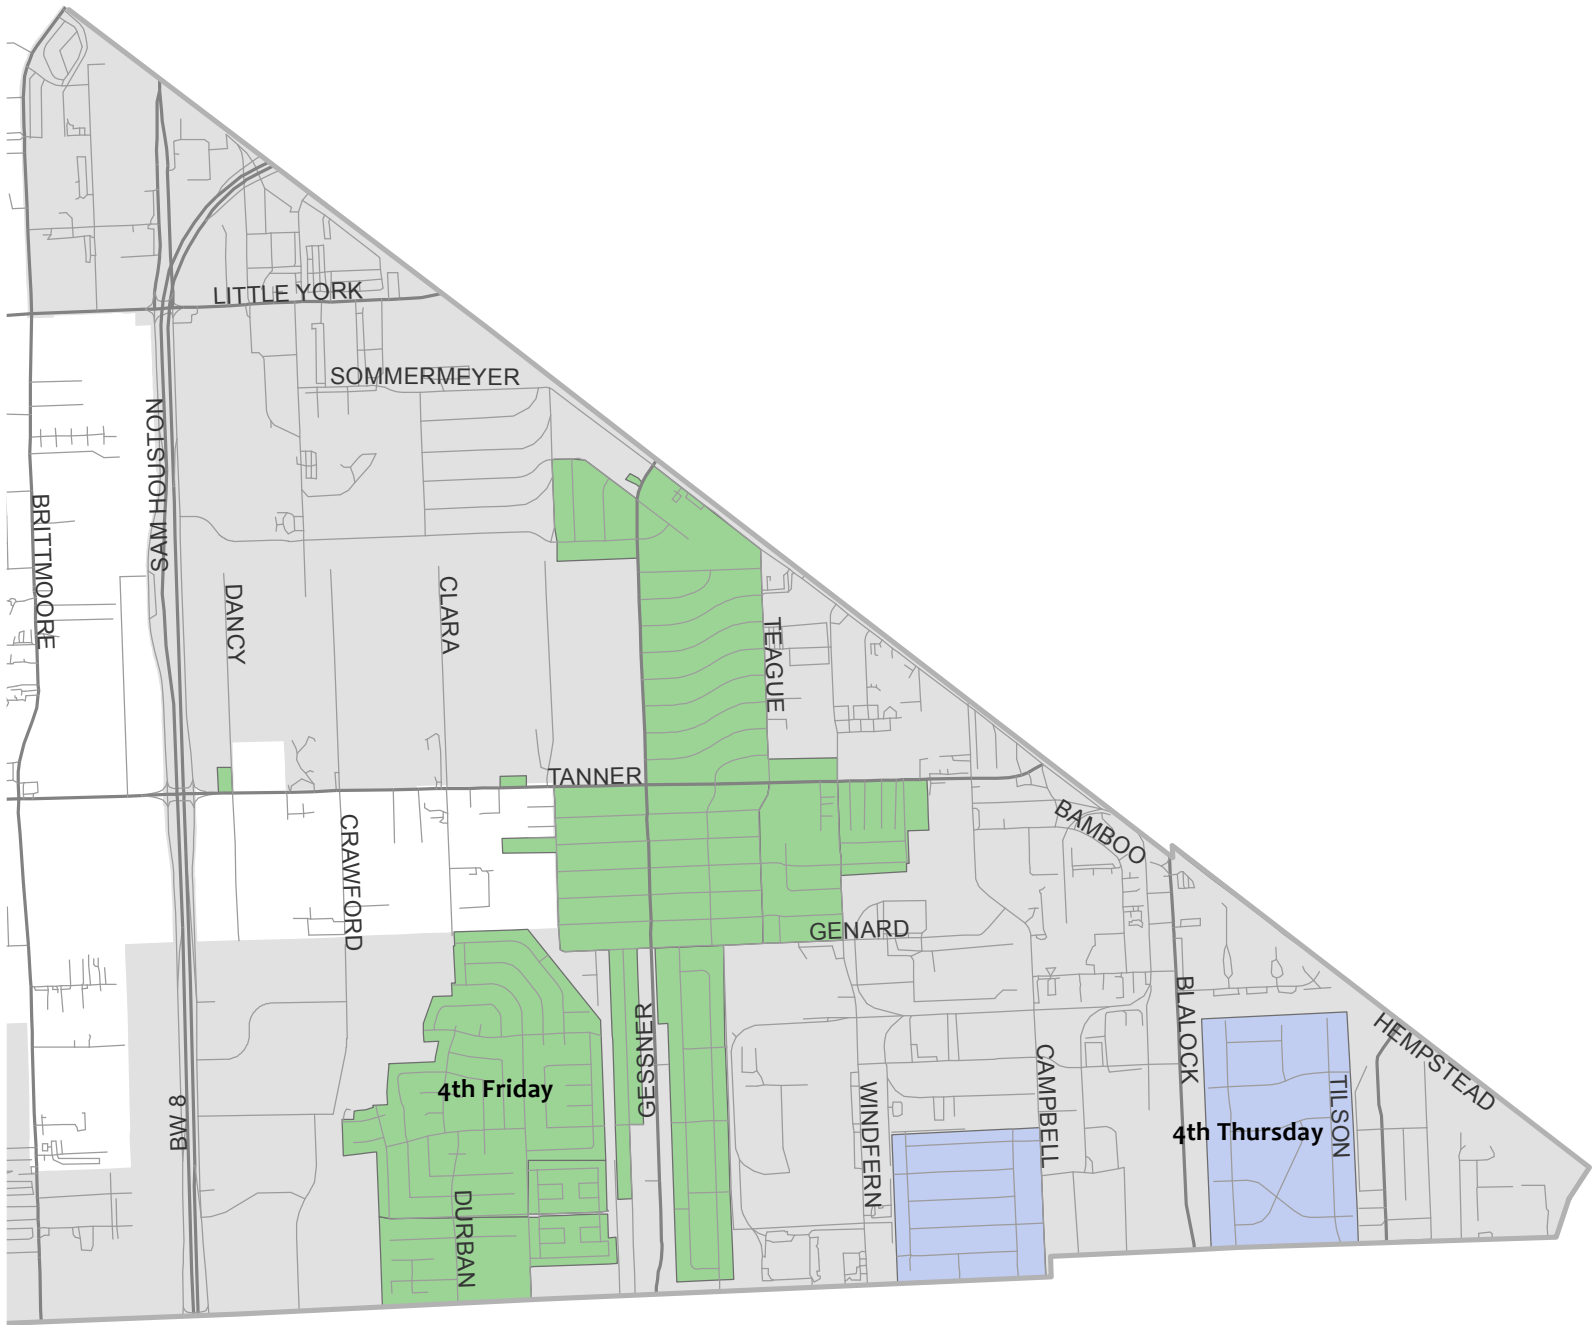 LITTLE YORK
SOMMERMEYER
SAM HOUSTON
BRITTMOORE
DANCY
CLARA
TEAGUE
TANNER
BAMBOO
CRAWFORD
GENARD
BLALOCK
GESSNER
HEMPSTEAD
CAMPBELL
4th Friday
WINDFERN
TILSON
BW 8
4th Thursday
DURBAN